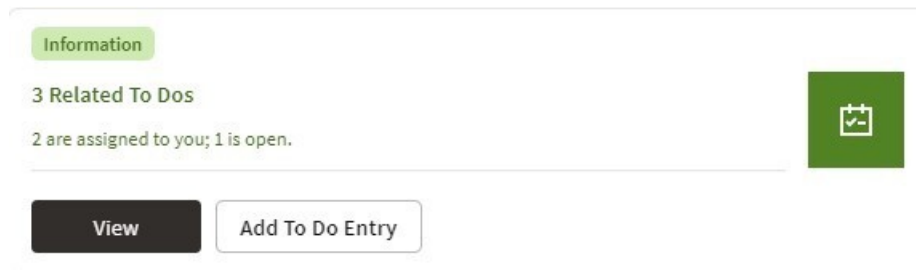 Information
3 Related To Dos
2 are assigned to you; 1 is open.
View
Add To Do Entry